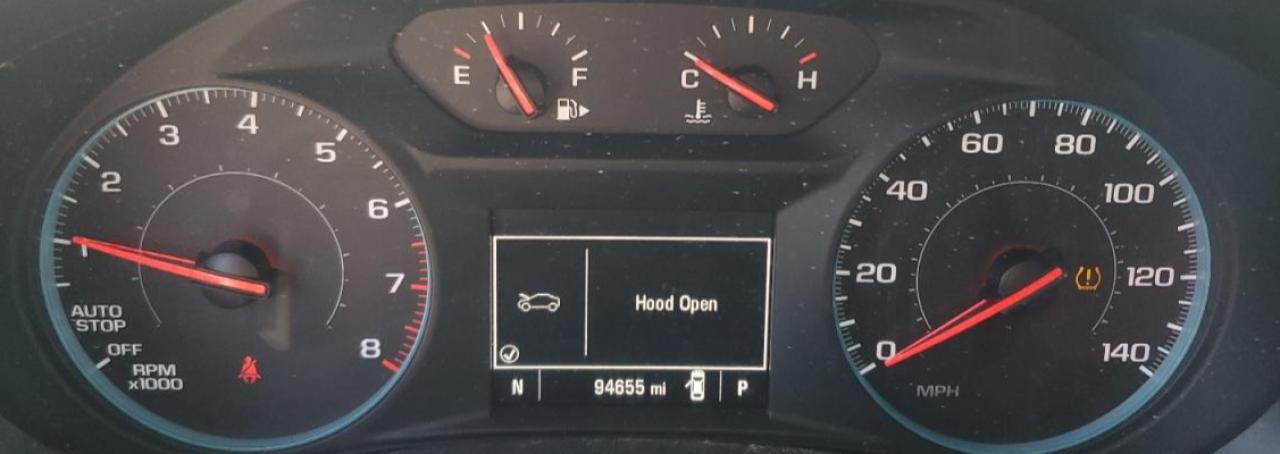 E F
C H
1 2 3 4 5 6 7 8
AUTO
STOP
OFF
RPM
x1000
Hood Open
N 94655 mi P
0 20 40 60 80 100 120 140
MPH